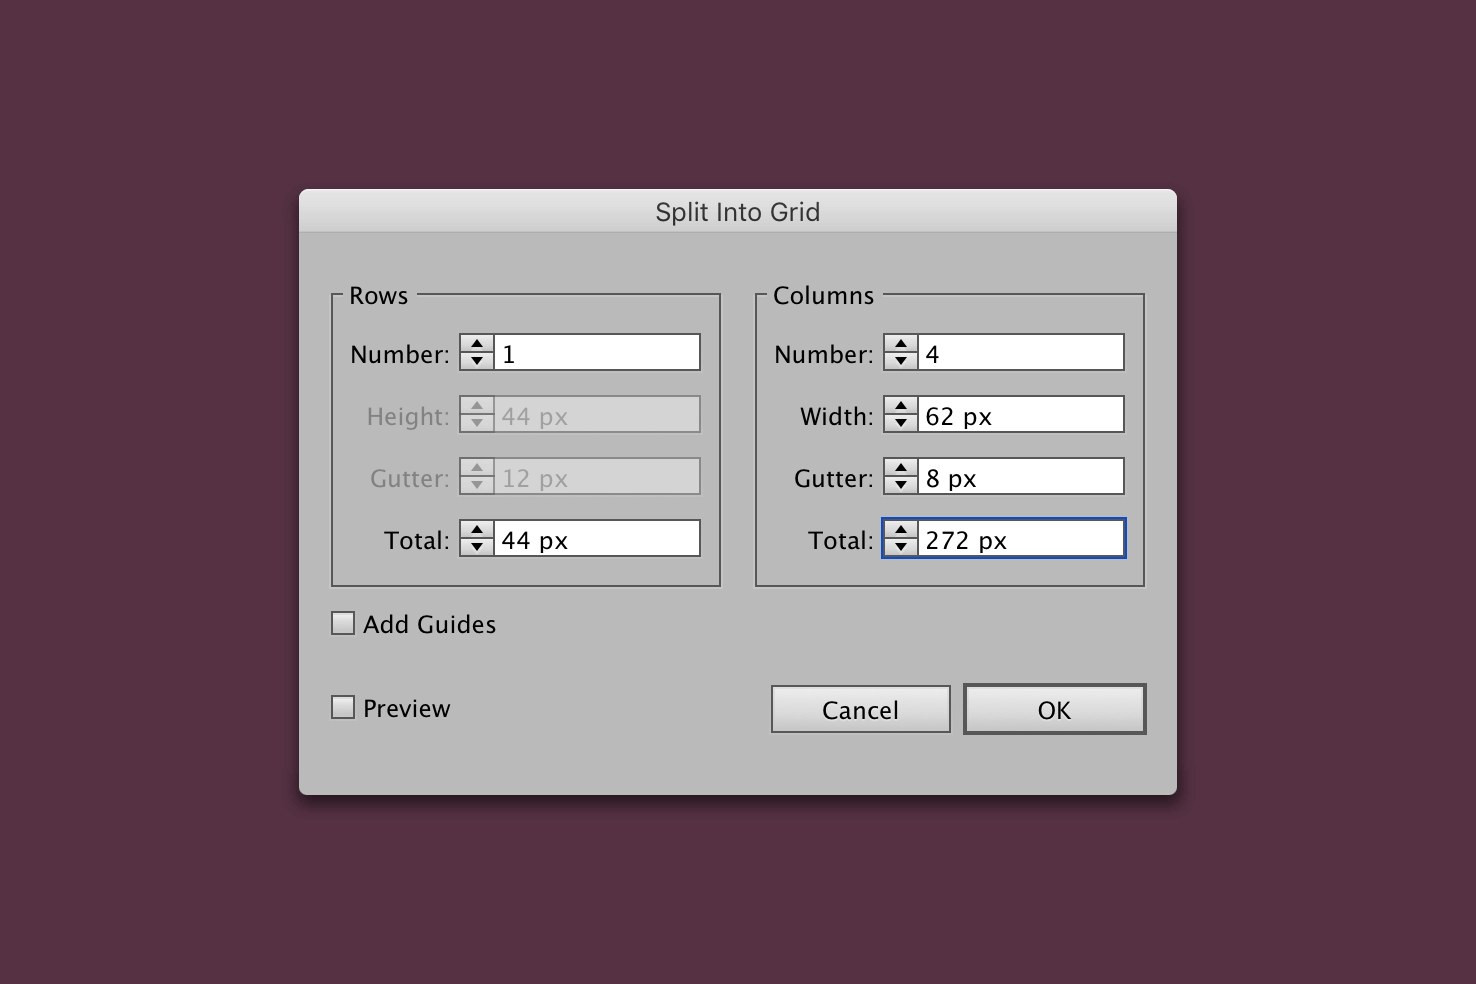 Split Into Grid
Rows
Number: 1
Height: 44 px
Gutter: 12 px
Total: 44 px
Columns
Number: 4
Width: 62 px
Gutter: 8 px
Total: 272 px
Add Guides
Preview
Cancel
OK